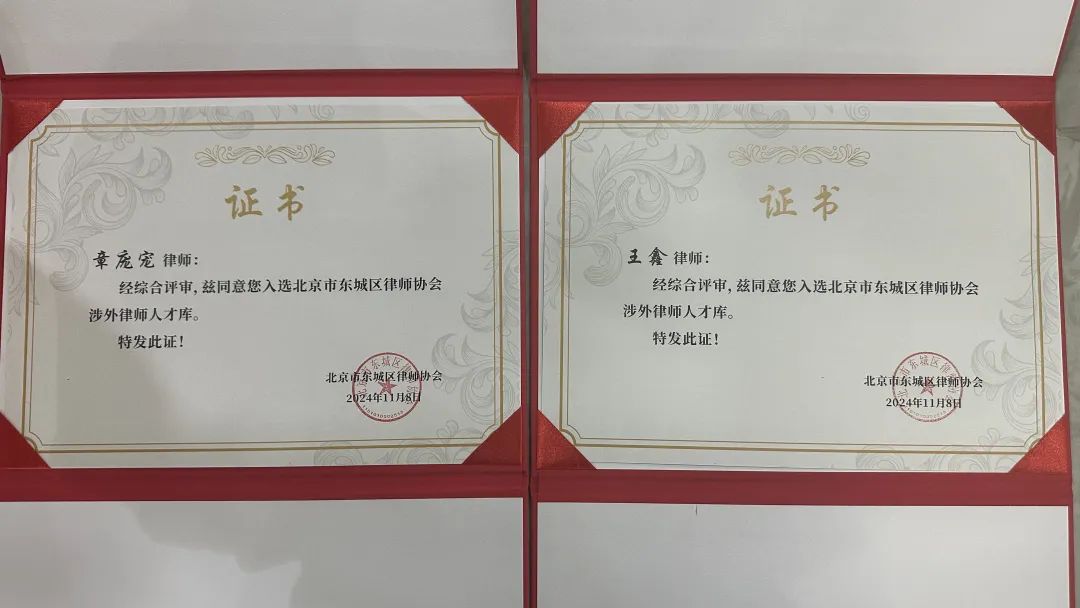 证书
章庞宠 律师：
经综合评审，兹同意您入选北京市东城区律师协会
涉外律师人才库。
特发此证！
北京市东城区律师协会
2024年11月8日
证书
王鑫 律师：
经综合评审，兹同意您入选北京市东城区律师协会
涉外律师人才库。
特发此证！
北京市东城区律师协会
2024年11月8日